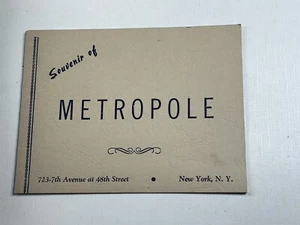 Souvenir of
METROPOLE
723-7th Avenue at 48th Street • New York, N. Y.